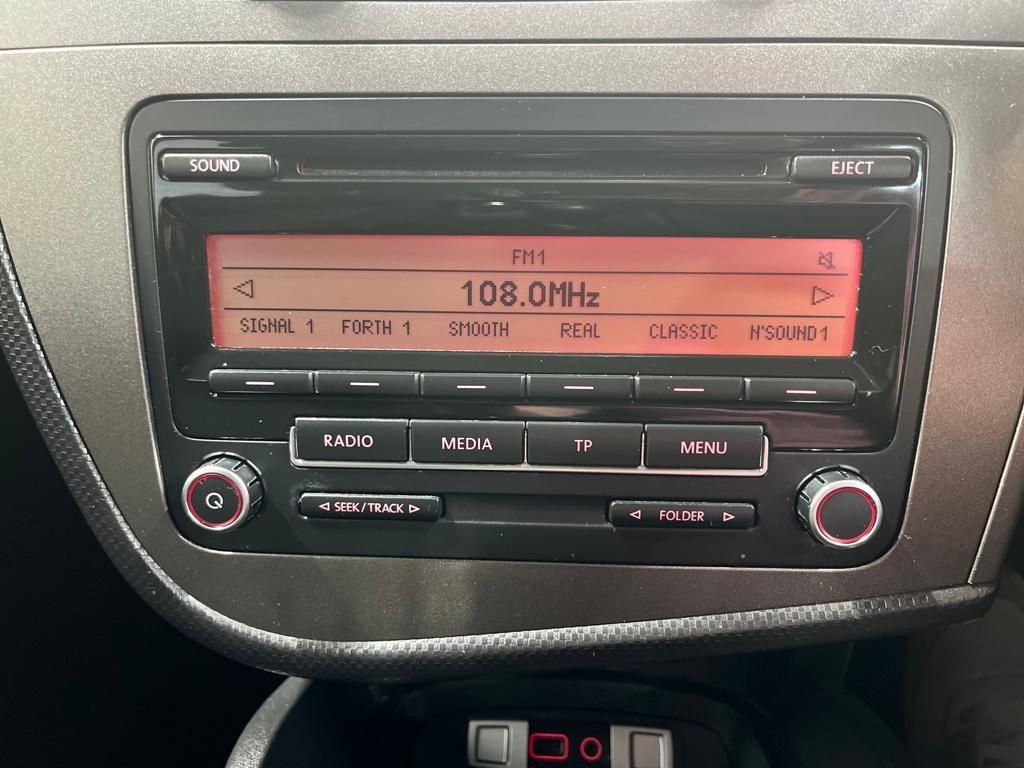 SOUND EJECT
FM1
108.0MHz
SIGNAL 1 FORTH 1 SMOOTH REAL CLASSIC N'SOUND1
RADIO MEDIA TP MENU
SEEK/TRACK FOLDER